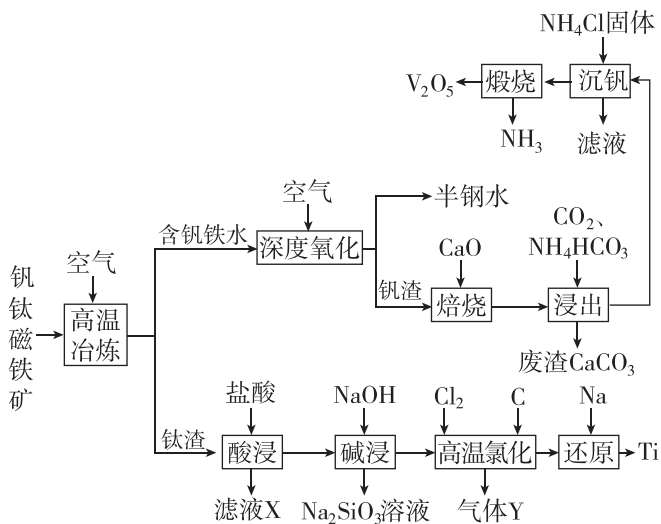 NH₄Cl固体
V₂O₅
煅烧
沉钒
NH₃
滤液
空气
半钢水
含钒铁水
深度氧化
CO₂、
NH₄HCO₃
CaO
钒渣
焙烧
浸出
废渣CaCO₃
钒
钛
磁
铁
矿
空气
高温
冶炼
盐酸
NaOH
Cl₂
C
Na
钛渣
酸浸
碱浸
高温氯化
还原
Ti
滤液X
Na₂SiO₃溶液
气体Y